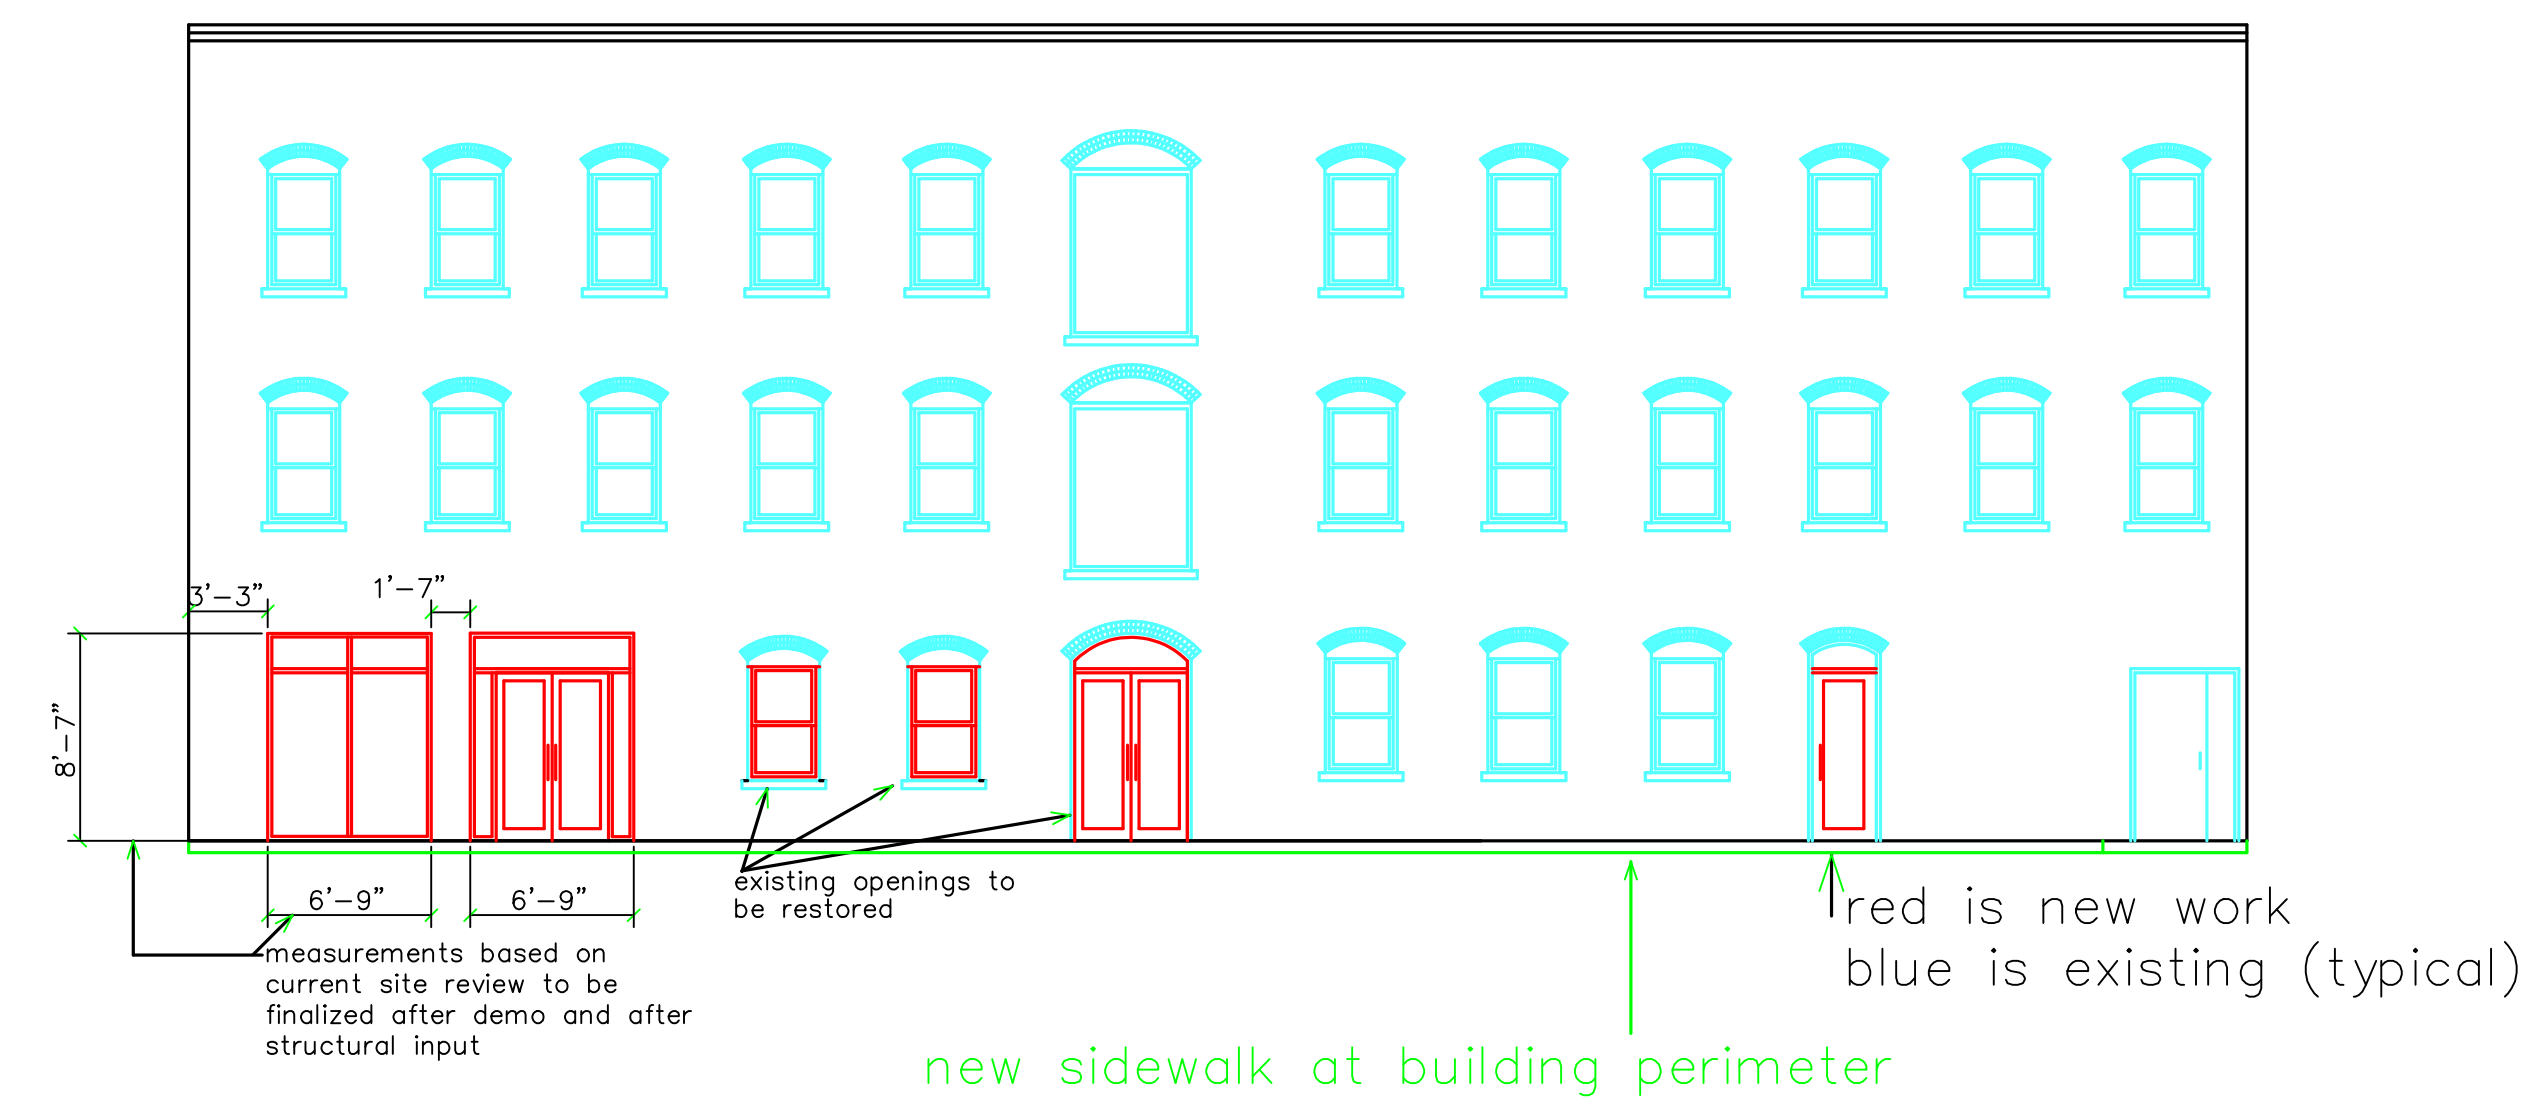 3'-3"
1'-7"
8'-7"
6'-9"
6'-9"
existing openings to
be restored
red is new work
blue is existing (typical)
measurements based on
current site review to be
finalized after demo and after
structural input
new sidewalk at building perimeter